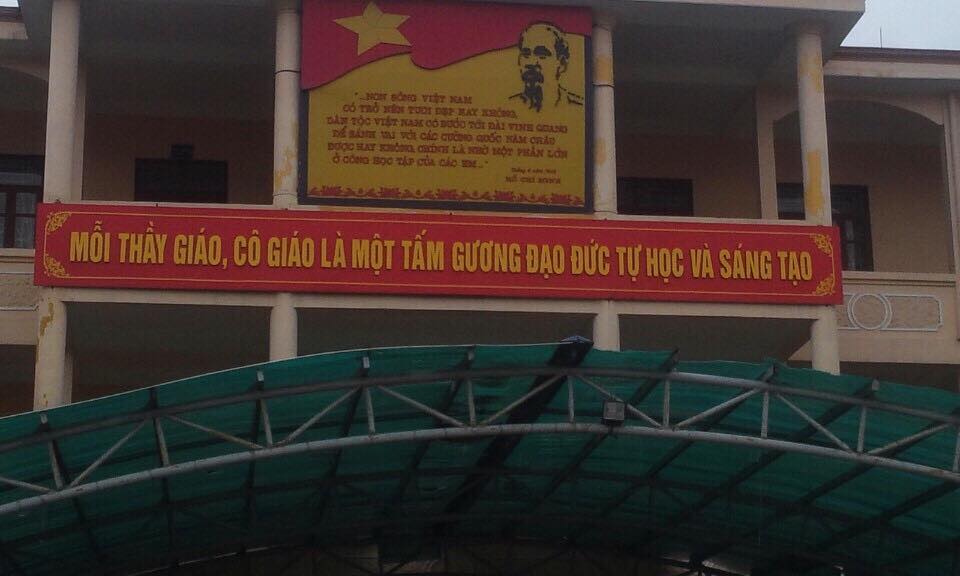 "...NON SÔNG VIỆT NAM
CÓ TRỞ NÊN TƯƠI ĐẸP HAY KHÔNG,
DÂN TỘC VIỆT NAM CÓ BƯỚC TỚI ĐÀI VINH QUANG
ĐỂ SÁNH VAI VỚI CÁC CƯỜNG QUỐC NĂM CHÂU
ĐƯỢC HAY KHÔNG, CHÍNH LÀ NHỜ MỘT PHẦN LỚN
Ở CÔNG HỌC TẬP CỦA CÁC EM..."
HỒ CHÍ MINH
MỖI THẦY GIÁO, CÔ GIÁO LÀ MỘT TẤM GƯƠNG ĐẠO ĐỨC TỰ HỌC VÀ SÁNG TẠO